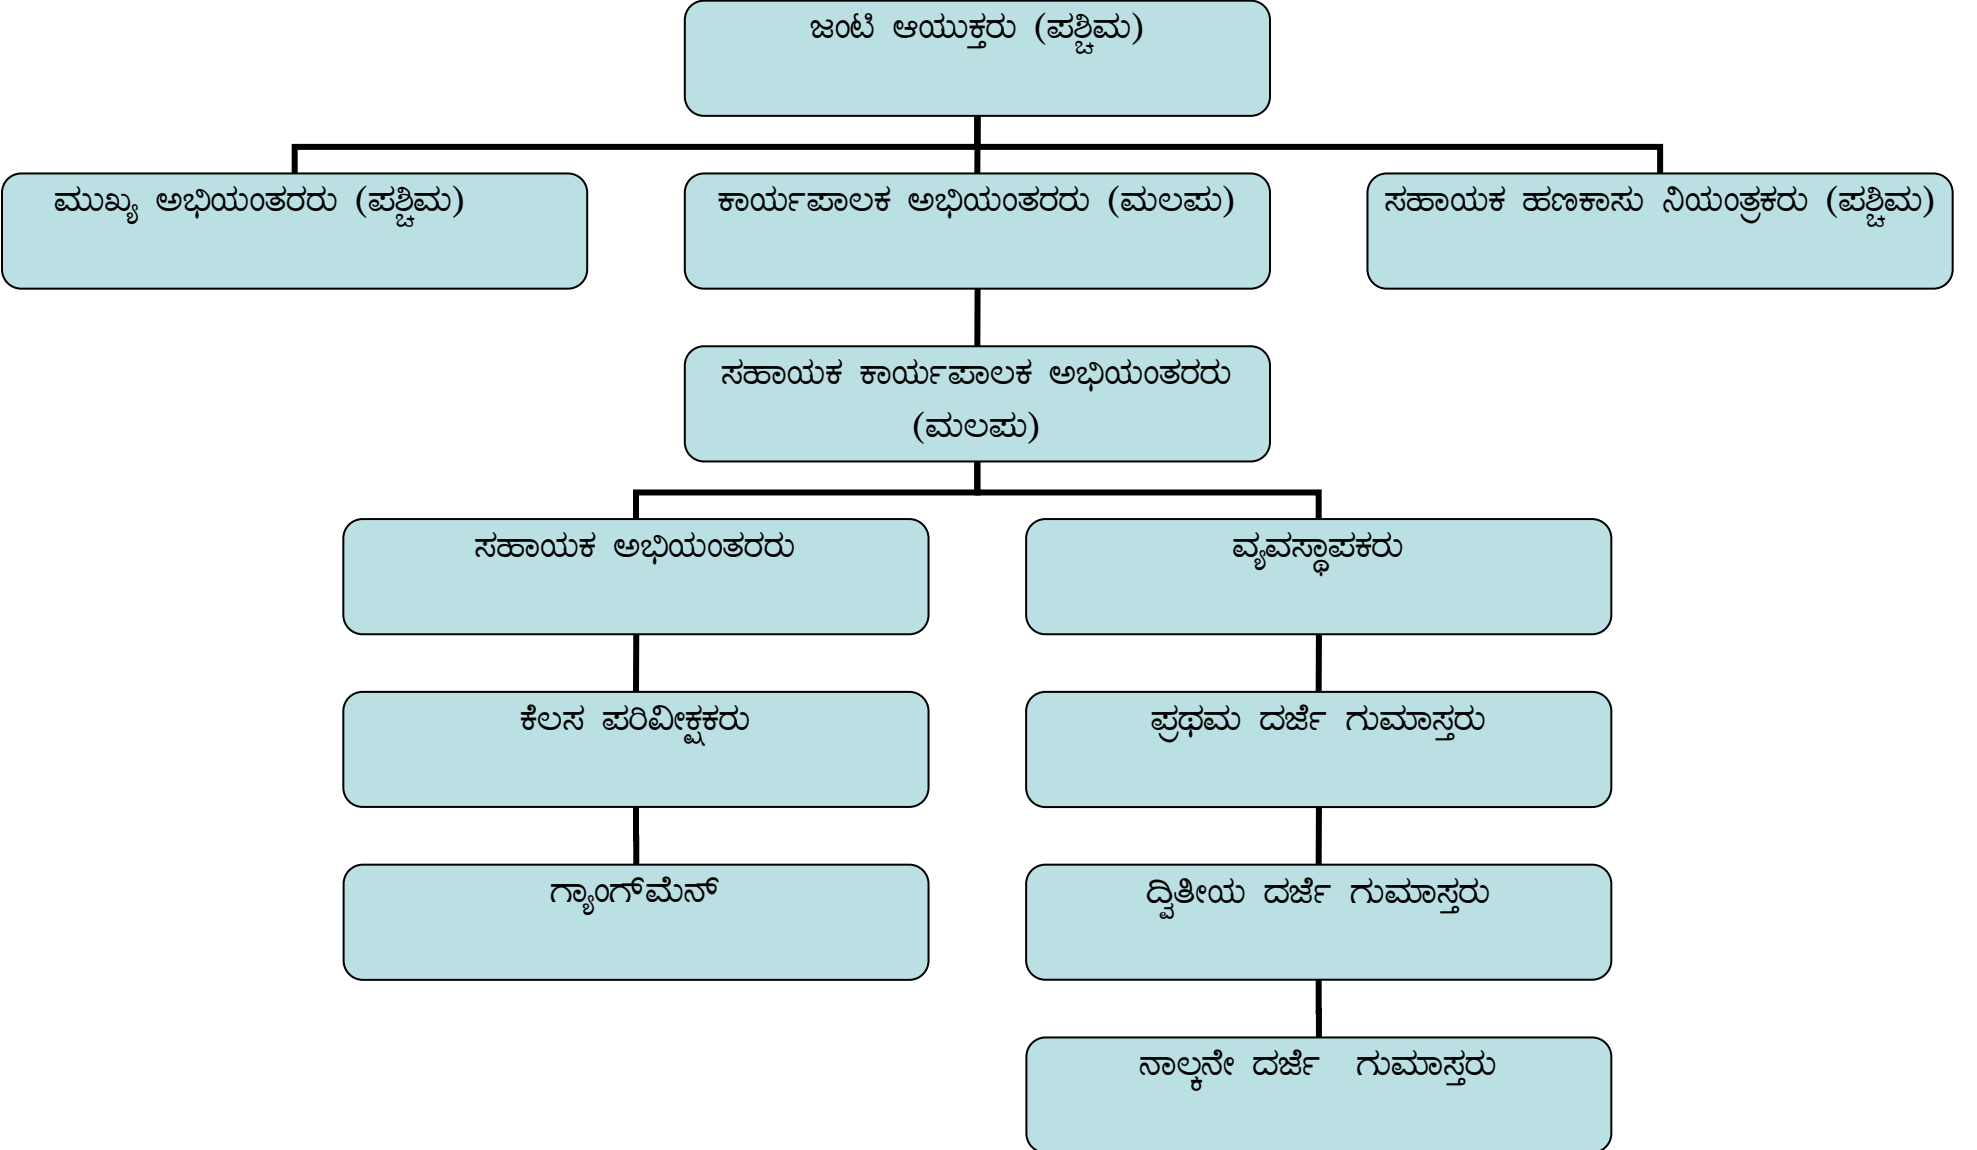 ಜಂಟಿ ಆಯುಕ್ತರು (ಪಶ್ಚಿಮ)
ಮುಖ್ಯ ಅಭಿಯಂತರರು (ಪಶ್ಚಿಮ)
ಕಾರ್ಯಪಾಲಕ ಅಭಿಯಂತರರು (ಮಲಪು)
ಸಹಾಯಕ ಹಣಕಾಸು ನಿಯಂತ್ರಕರು (ಪಶ್ಚಿಮ)
ಸಹಾಯಕ ಕಾರ್ಯಪಾಲಕ ಅಭಿಯಂತರರು
(ಮಲಪು)
ಸಹಾಯಕ ಅಭಿಯಂತರರು
ವ್ಯವಸ್ಥಾಪಕರು
ಕೆಲಸ ಪರಿವೀಕ್ಷಕರು
ಪ್ರಥಮ ದರ್ಜೆ ಗುಮಾಸ್ತರು
ಗ್ಯಾಂಗ್‌ಮೆನ್
ದ್ವಿತೀಯ ದರ್ಜೆ ಗುಮಾಸ್ತರು
ನಾಲ್ಕನೇ ದರ್ಜೆ ಗುಮಾಸ್ತರು